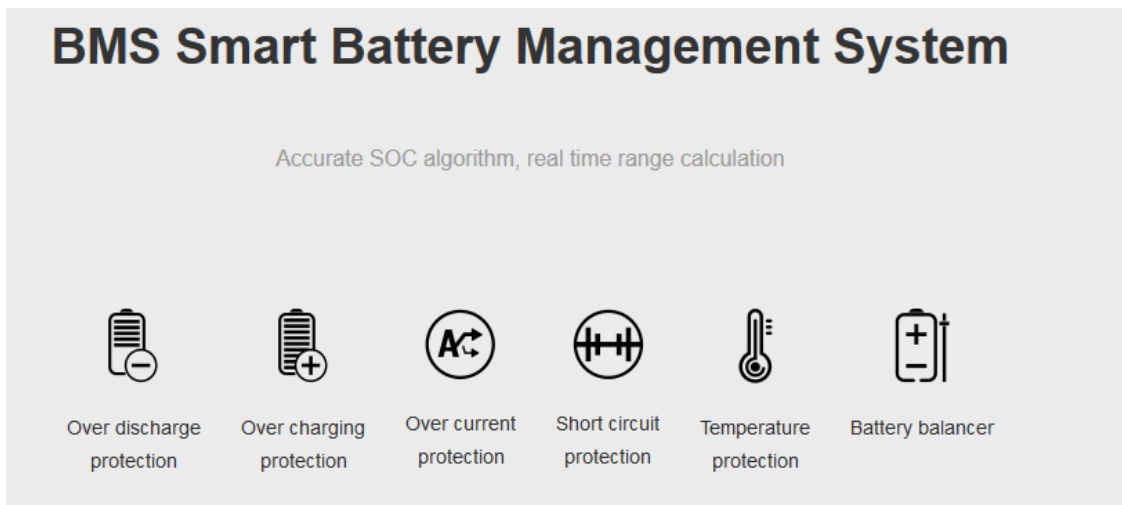 BMS Smart Battery Management System
Accurate SOC algorithm, real time range calculation
A
Over discharge
protection
Over charging
protection
Over current
protection
Short circuit
protection
Temperature
protection
Battery balancer